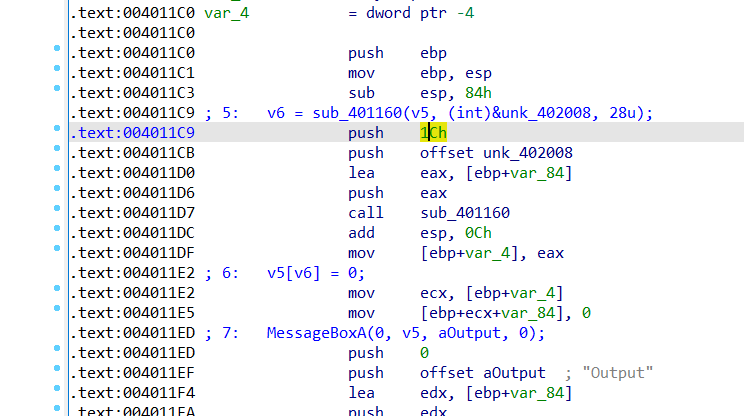 .text:004011C0 var_4 = dword ptr -4
.text:004011C0
.text:004011C0 push ebp
.text:004011C1 mov ebp, esp
.text:004011C3 sub esp, 84h
.text:004011C9 ; 5: v6 = sub_401160(v5, (int)&unk_402008, 28u);
.text:004011C9 push 1Ch
.text:004011CB push offset unk_402008
.text:004011D0 lea eax, [ebp+var_84]
.text:004011D6 push eax
.text:004011D7 call sub_401160
.text:004011DC add esp, 0Ch
.text:004011DF mov [ebp+var_4], eax
.text:004011E2 ; 6: v5[v6] = 0;
.text:004011E2 mov ecx, [ebp+var_4]
.text:004011E5 mov [ebp+ecx+var_84], 0
.text:004011ED ; 7: MessageBoxA(0, v5, aOutput, 0);
.text:004011ED push 0
.text:004011EF push offset aOutput ; "Output"
.text:004011F4 lea edx, [ebp+var_84]
.text:004011FA push edx